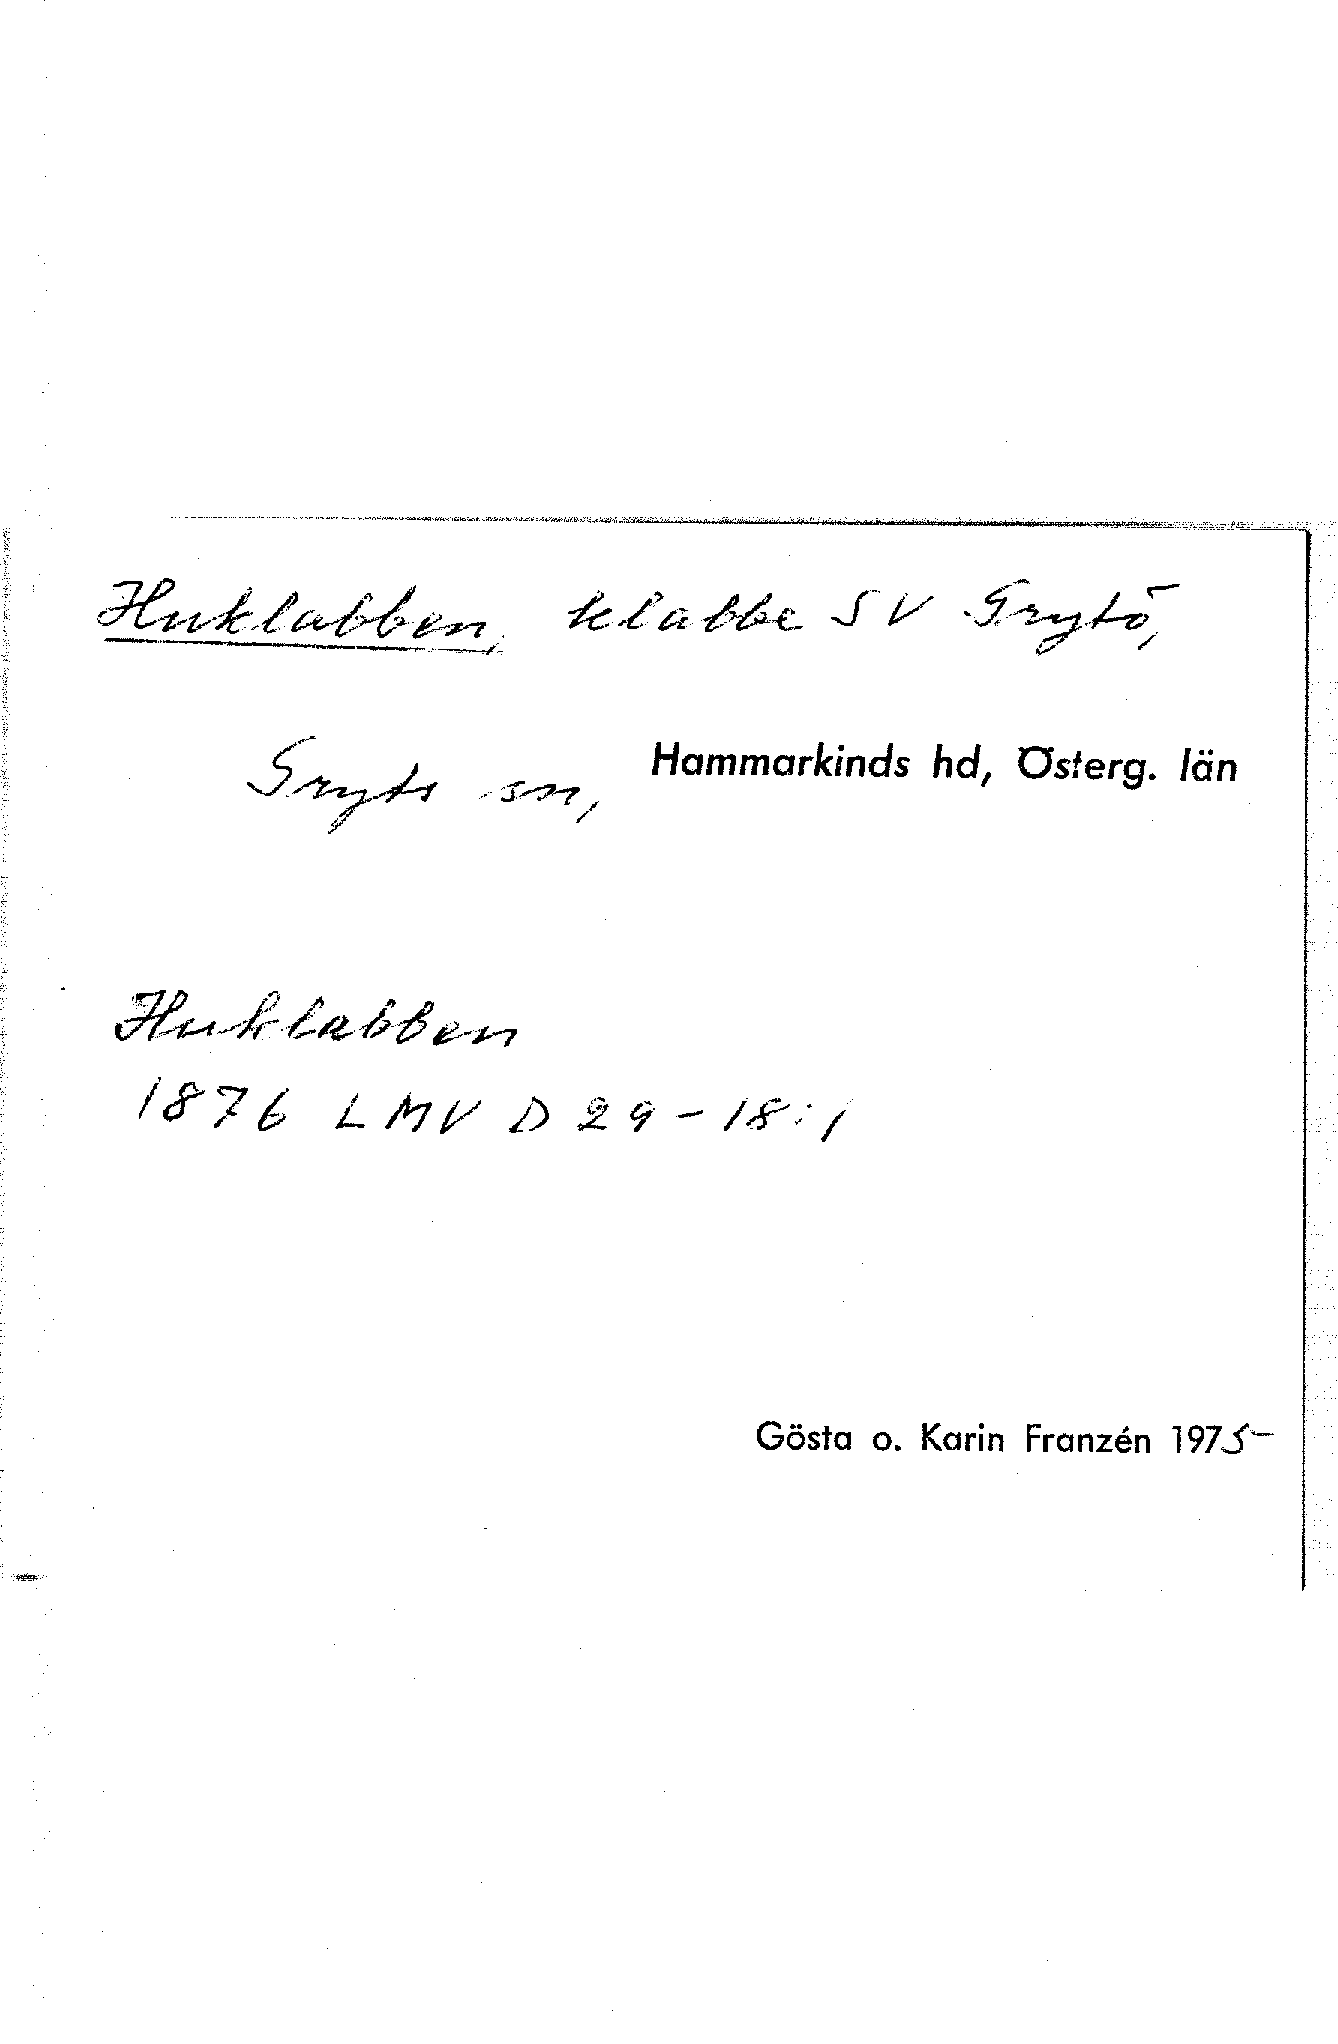 Huklabben, klabbe SV Grytö,
Gryts sn, Hammarkinds hd, Österg. län
Huklabben
1876 LMV D 29-18:1
Gösta o. Karin Franzén 1975